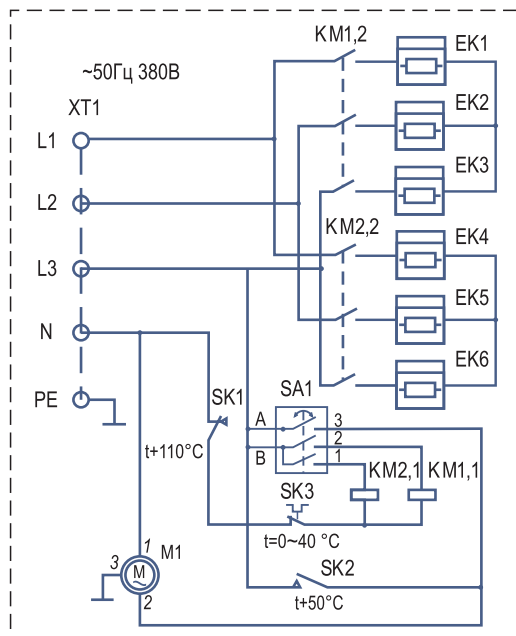 KM1,2
EK1
~50Гц 380В
XT1
EK2
L1
EK3
L2
KM2,2
EK4
L3
EK5
N
EK6
SK1
SA1
PE
A
3
2
B
1
t+110°C
KM2,1
KM1,1
SK3
t=0~40 °C
1
M1
3
M
~
2
SK2
t+50°C